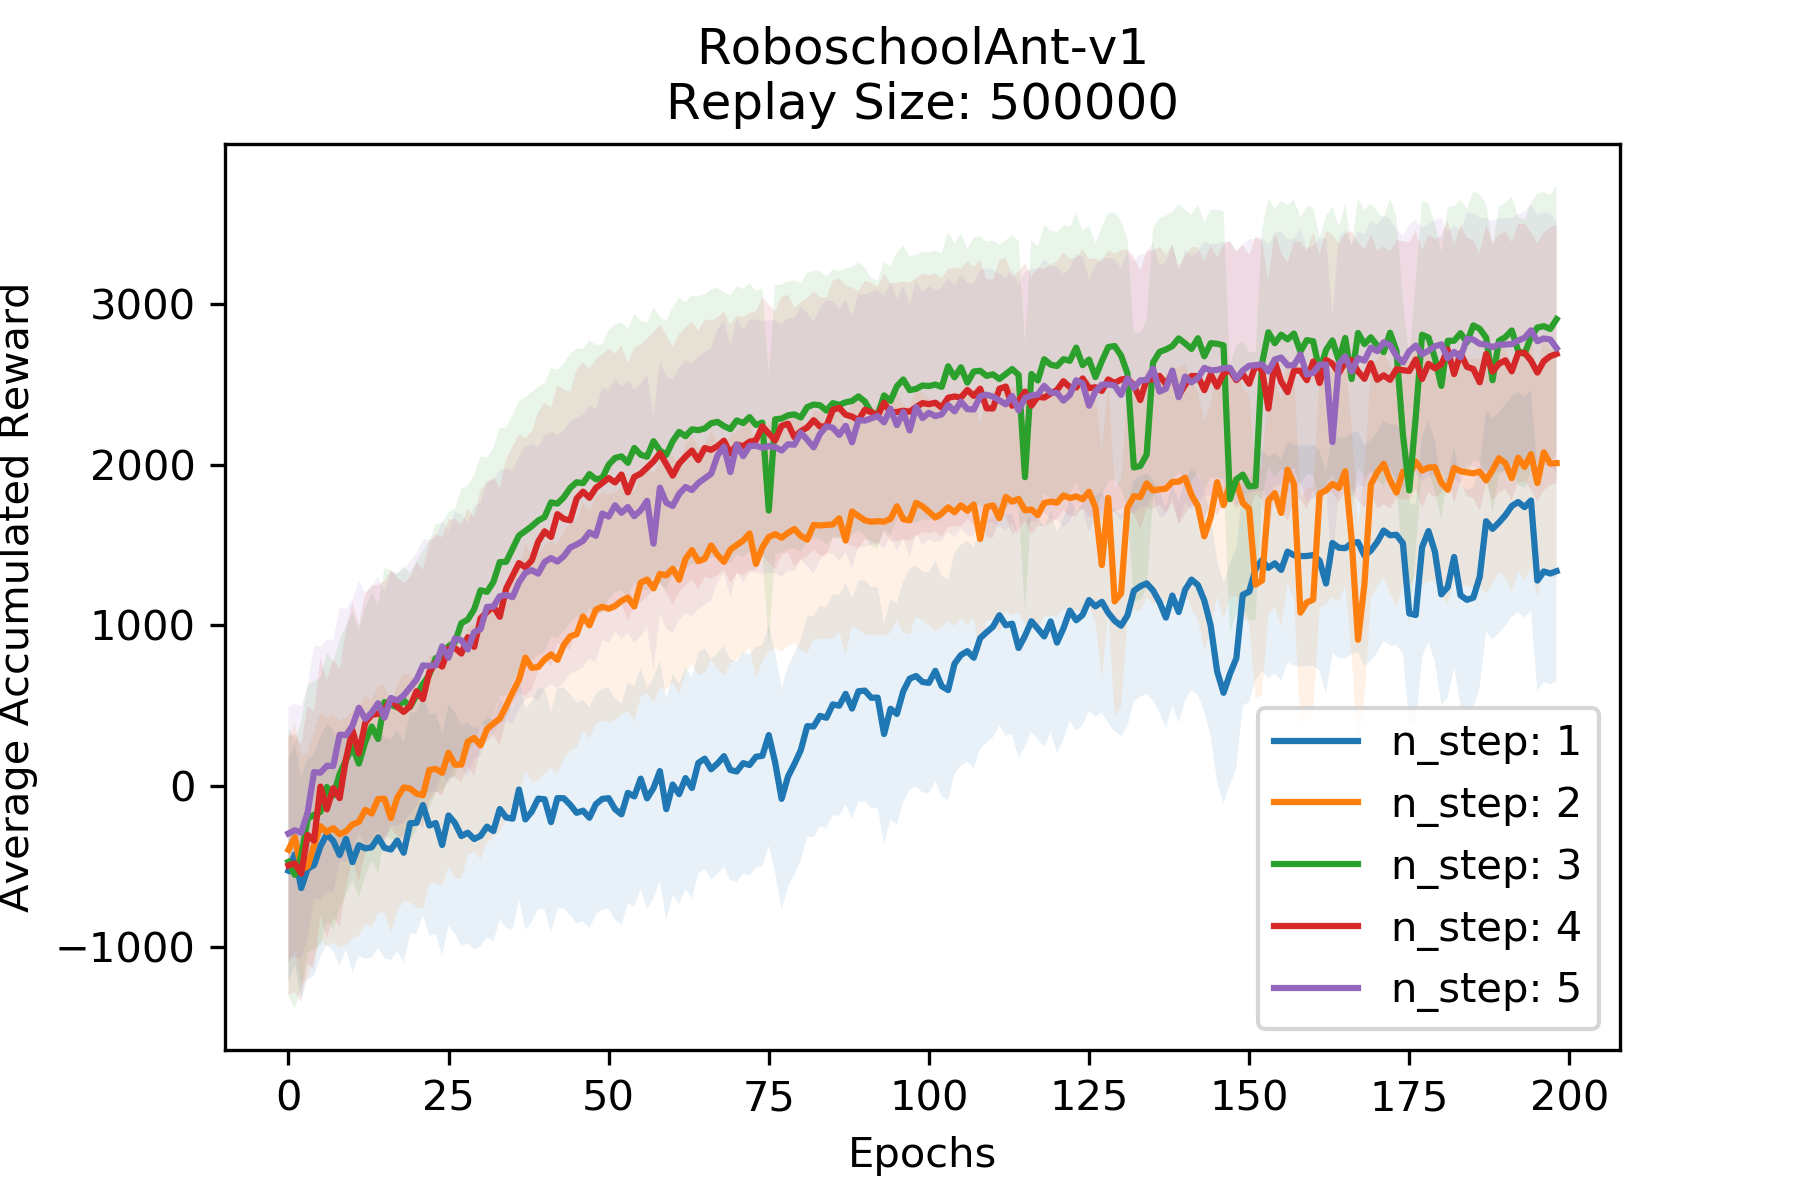 RoboschoolAnt-v1
Replay Size: 500000
Average Accumulated Reward
3000
2000
1000
0
−1000
0 25 50 75 100 125 150 175 200
Epochs
n_step: 1
n_step: 2
n_step: 3
n_step: 4
n_step: 5